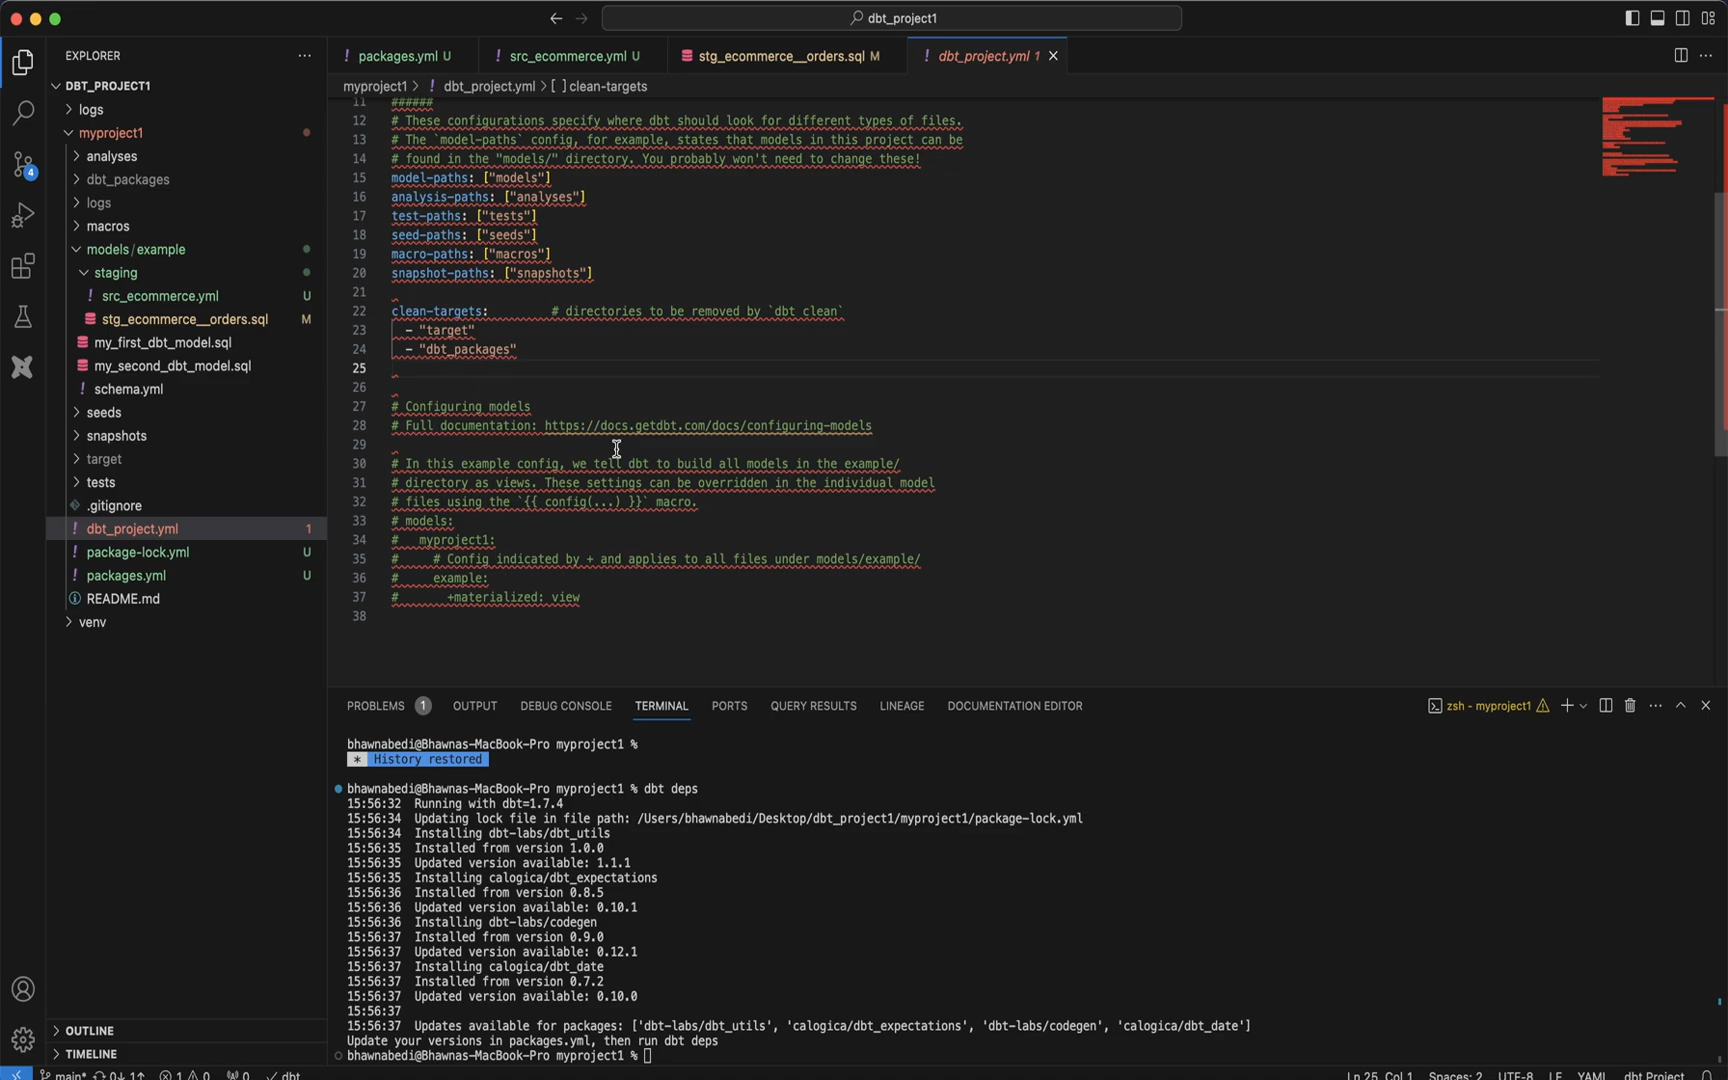 dbt_project1
EXPLORER
packages.yml U
src_ecommerce.yml U
stg_ecommerce__orders.sql M
dbt_project.yml 1
myproject1 > dbt_project.yml > [ ] clean-targets
DBT_PROJECT1
logs
myproject1
analyses
dbt_packages
logs
macros
models / example
staging
src_ecommerce.yml U
stg_ecommerce__orders.sql M
my_first_dbt_model.sql
my_second_dbt_model.sql
schema.yml
seeds
snapshots
target
tests
.gitignore
dbt_project.yml 1
package-lock.yml U
packages.yml U
README.md
venv
OUTLINE
TIMELINE
4
11 ######
12 # These configurations specify where dbt should look for different types of files.
13 # The `model-paths` config, for example, states that models in this project can be
14 # found in the "models/" directory. You probably won't need to change these!
15 model-paths: ["models"]
16 analysis-paths: ["analyses"]
17 test-paths: ["tests"]
18 seed-paths: ["seeds"]
19 macro-paths: ["macros"]
20 snapshot-paths: ["snapshots"]
21
22 clean-targets:         # directories to be removed by `dbt clean`
23   - "target"
24   - "dbt_packages"
25
26
27 # Configuring models
28 # Full documentation: https://docs.getdbt.com/docs/configuring-models
29
30 # In this example config, we tell dbt to build all models in the example/
31 # directory as views. These settings can be overridden in the individual model
32 # files using the `{{ config(...) }}` macro.
33 # models:
34 #   myproject1:
35 #     # Config indicated by + and applies to all files under models/example/
36 #     example:
37 #       +materialized: view
38
PROBLEMS 1 OUTPUT DEBUG CONSOLE TERMINAL PORTS QUERY RESULTS LINEAGE DOCUMENTATION EDITOR
zsh - myproject1
bhawnabedi@Bhawnas-MacBook-Pro myproject1 %
* History restored
bhawnabedi@Bhawnas-MacBook-Pro myproject1 % dbt deps
15:56:32  Running with dbt=1.7.4
15:56:34  Updating lock file in file path: /Users/bhawnabedi/Desktop/dbt_project1/myproject1/package-lock.yml
15:56:34  Installing dbt-labs/dbt_utils
15:56:35  Installed from version 1.0.0
15:56:35  Updated version available: 1.1.1
15:56:35  Installing calogica/dbt_expectations
15:56:36  Installed from version 0.8.5
15:56:36  Updated version available: 0.10.1
15:56:36  Installing dbt-labs/codegen
15:56:37  Installed from version 0.9.0
15:56:37  Updated version available: 0.12.1
15:56:37  Installing calogica/dbt_date
15:56:37  Installed from version 0.7.2
15:56:37  Updated version available: 0.10.0
15:56:37
15:56:37  Updates available for packages: ['dbt-labs/dbt_utils', 'calogica/dbt_expectations', 'dbt-labs/codegen', 'calogica/dbt_date']
Update your versions in packages.yml, then run dbt deps
bhawnabedi@Bhawnas-MacBook-Pro myproject1 %
main* 0↓ 1↑ 1 0 0 ✓ dbt
Ln 25, Col 1 Spaces: 2 UTF-8 LF YAML dbt Project